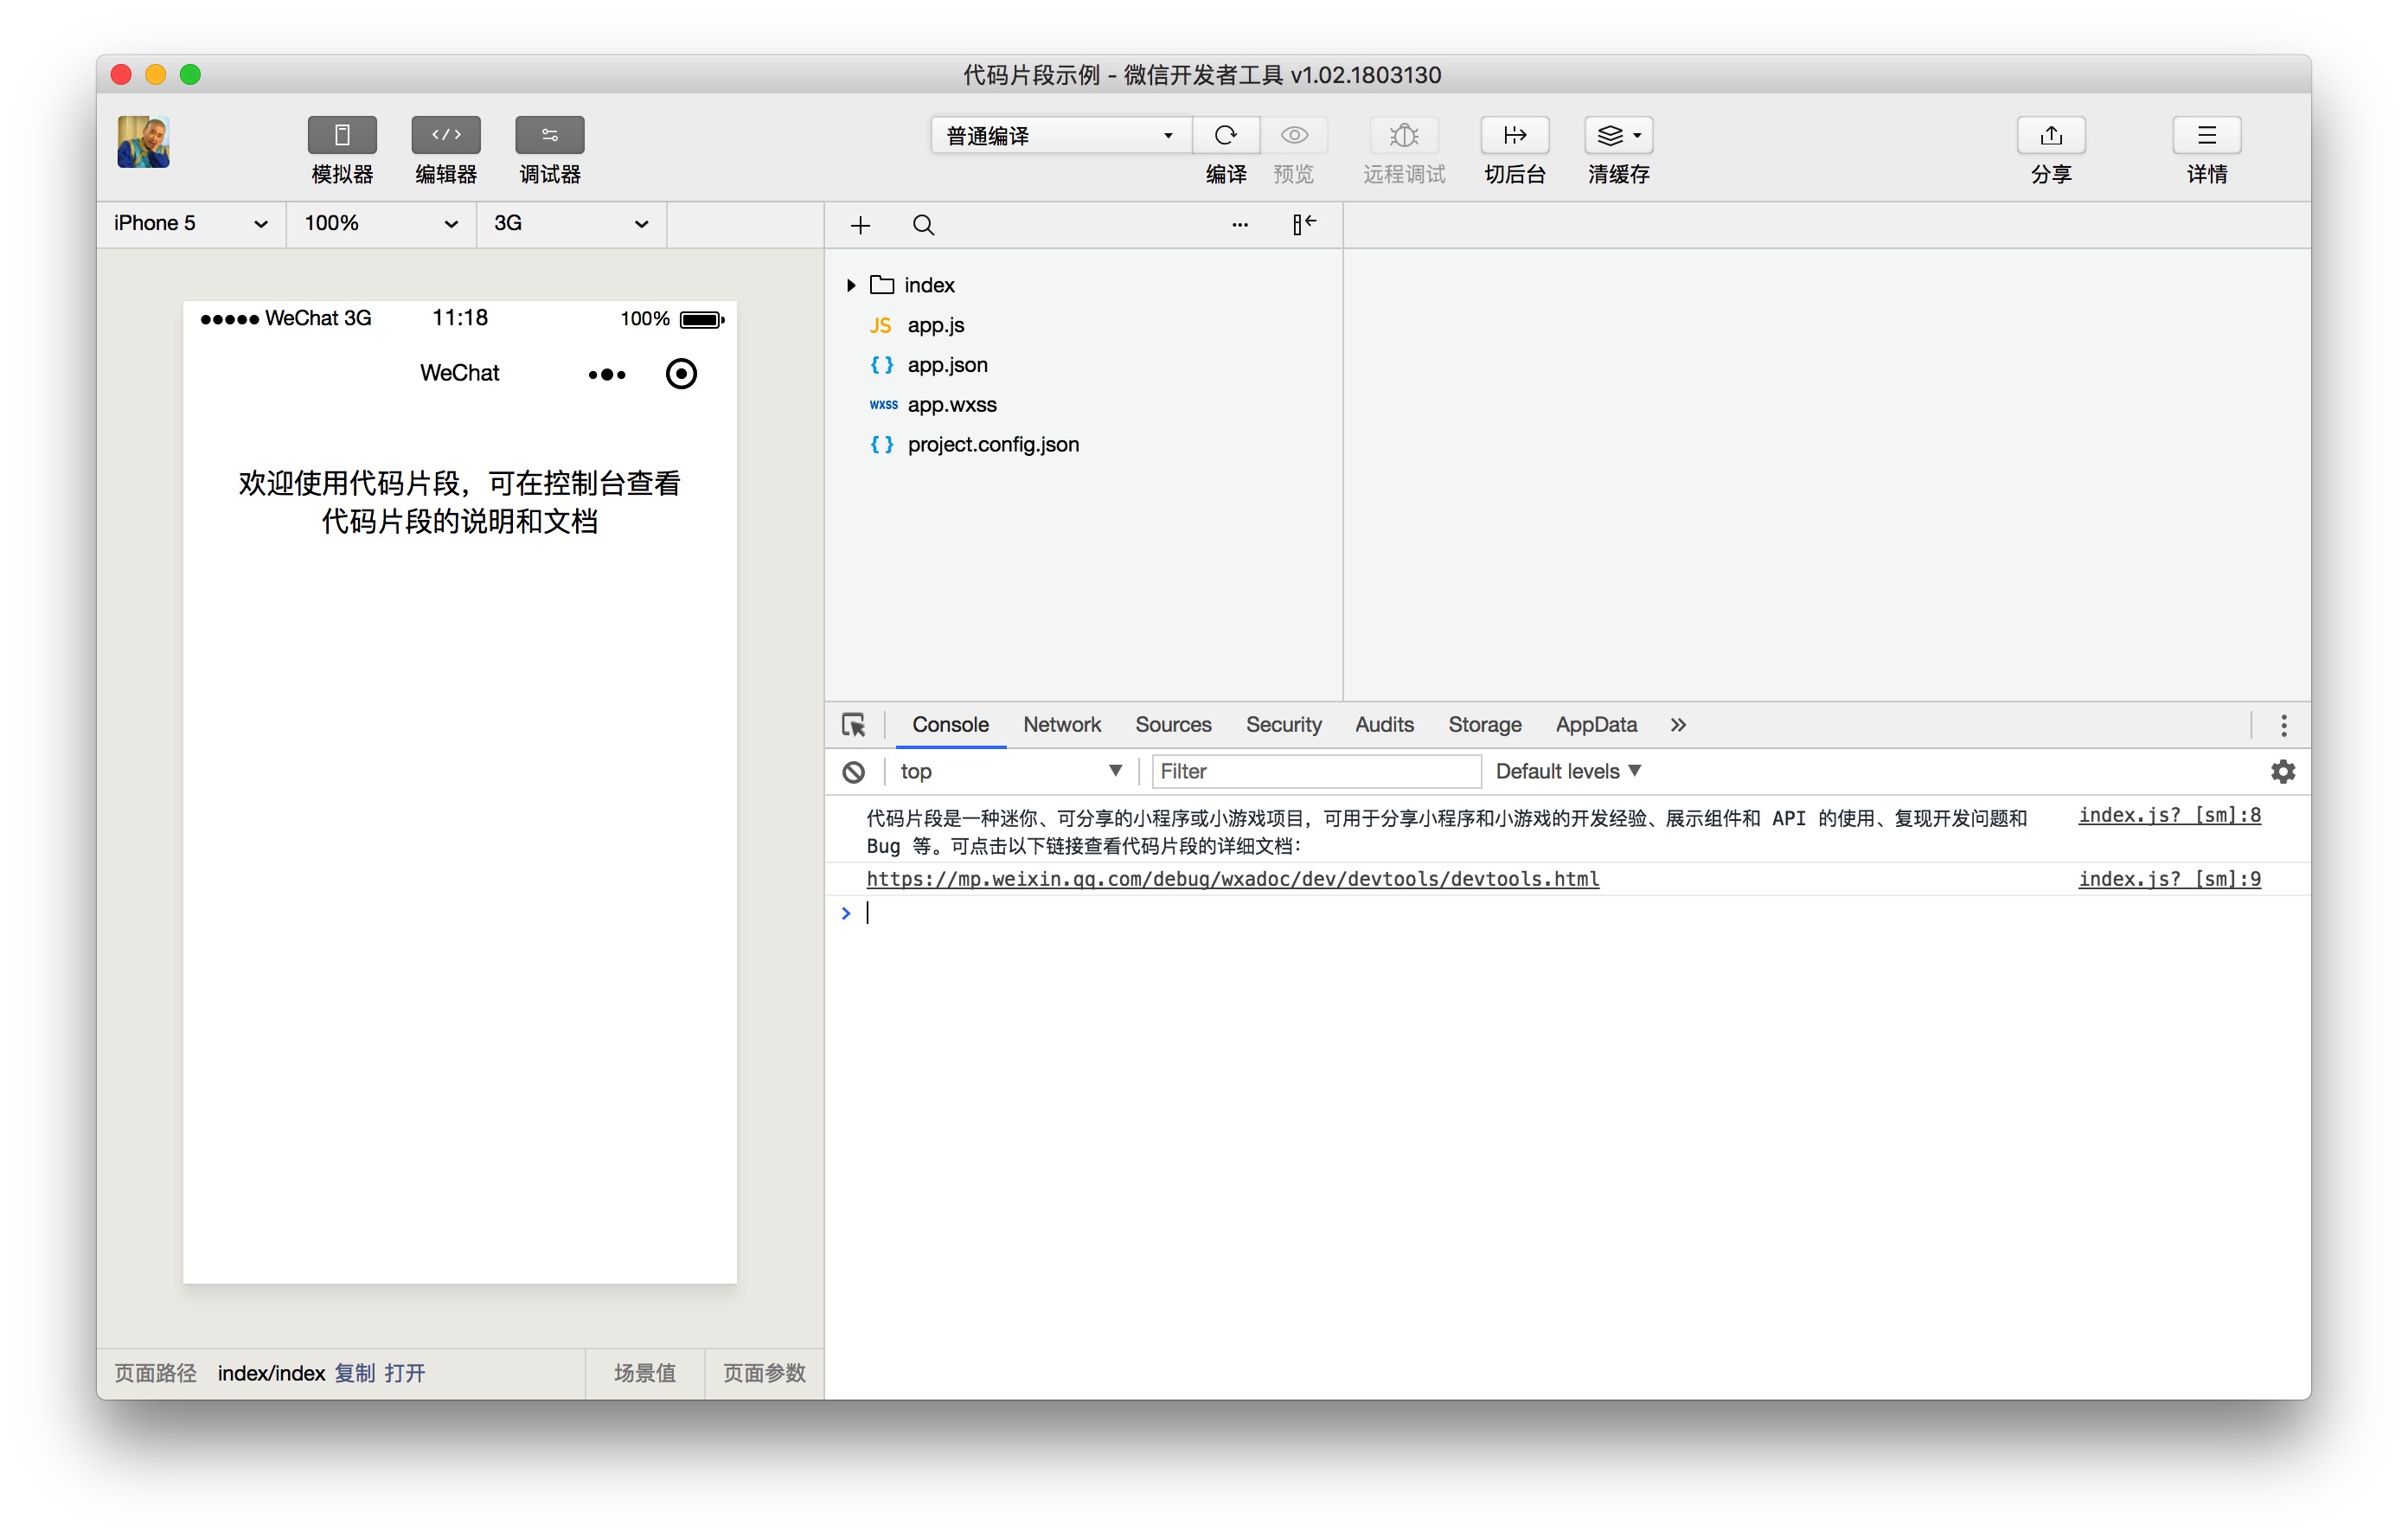 代码片段示例 - 微信开发者工具 v1.02.1803130
模拟器 编辑器 调试器 普通编译 编译 预览 远程调试 切后台 清缓存 分享 详情
iPhone 5 100% 3G
WeChat 3G 11:18 100%
WeChat
欢迎使用代码片段，可在控制台查看
代码片段的说明和文档
页面路径 index/index 复制 打开 场景值 页面参数
index
JS app.js
{ } app.json
wxss app.wxss
{ } project.config.json
Console Network Sources Security Audits Storage AppData
top Filter Default levels
代码片段是一种迷你、可分享的小程序或小游戏项目，可用于分享小程序和小游戏的开发经验、展示组件和 API 的使用、复现开发问题和 index.js? [sm]:8
Bug 等。可点击以下链接查看代码片段的详细文档：
https://mp.weixin.qq.com/debug/wxadoc/dev/devtools/devtools.html index.js? [sm]:9